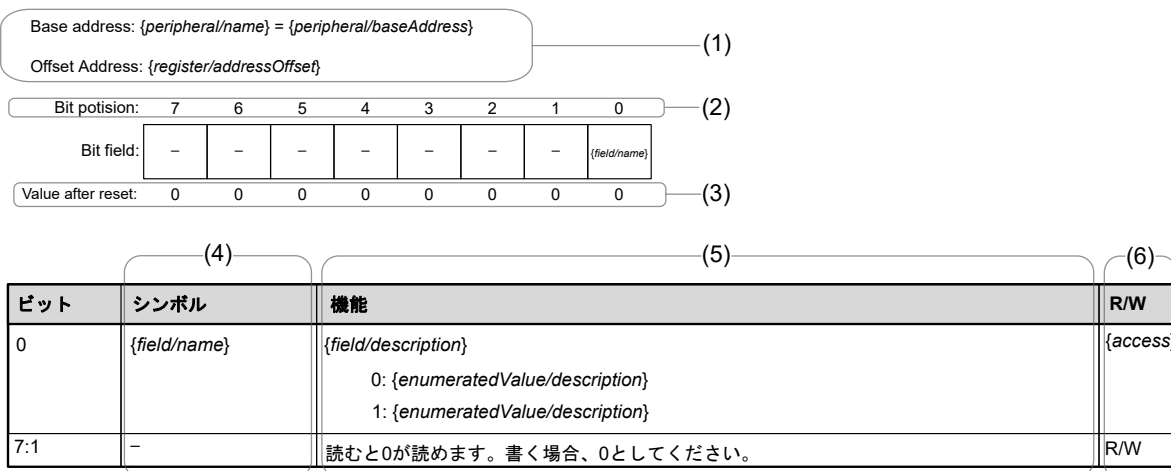 Base address: {peripheral/name} = {peripheral/baseAddress}
Offset Address: {register/addressOffset}
(1)
Bit potision: 7 6 5 4 3 2 1 0
(2)
Bit field: – – – – – – – {field/name}
Value after reset: 0 0 0 0 0 0 0 0
(3)
(4) (5) (6)
ビット シンボル 機能 R/W
0 {field/name} {field/description} {access}
0: {enumeratedValue/description}
1: {enumeratedValue/description}
7:1 – 読むと0が読めます。書く場合、0としてください。 R/W